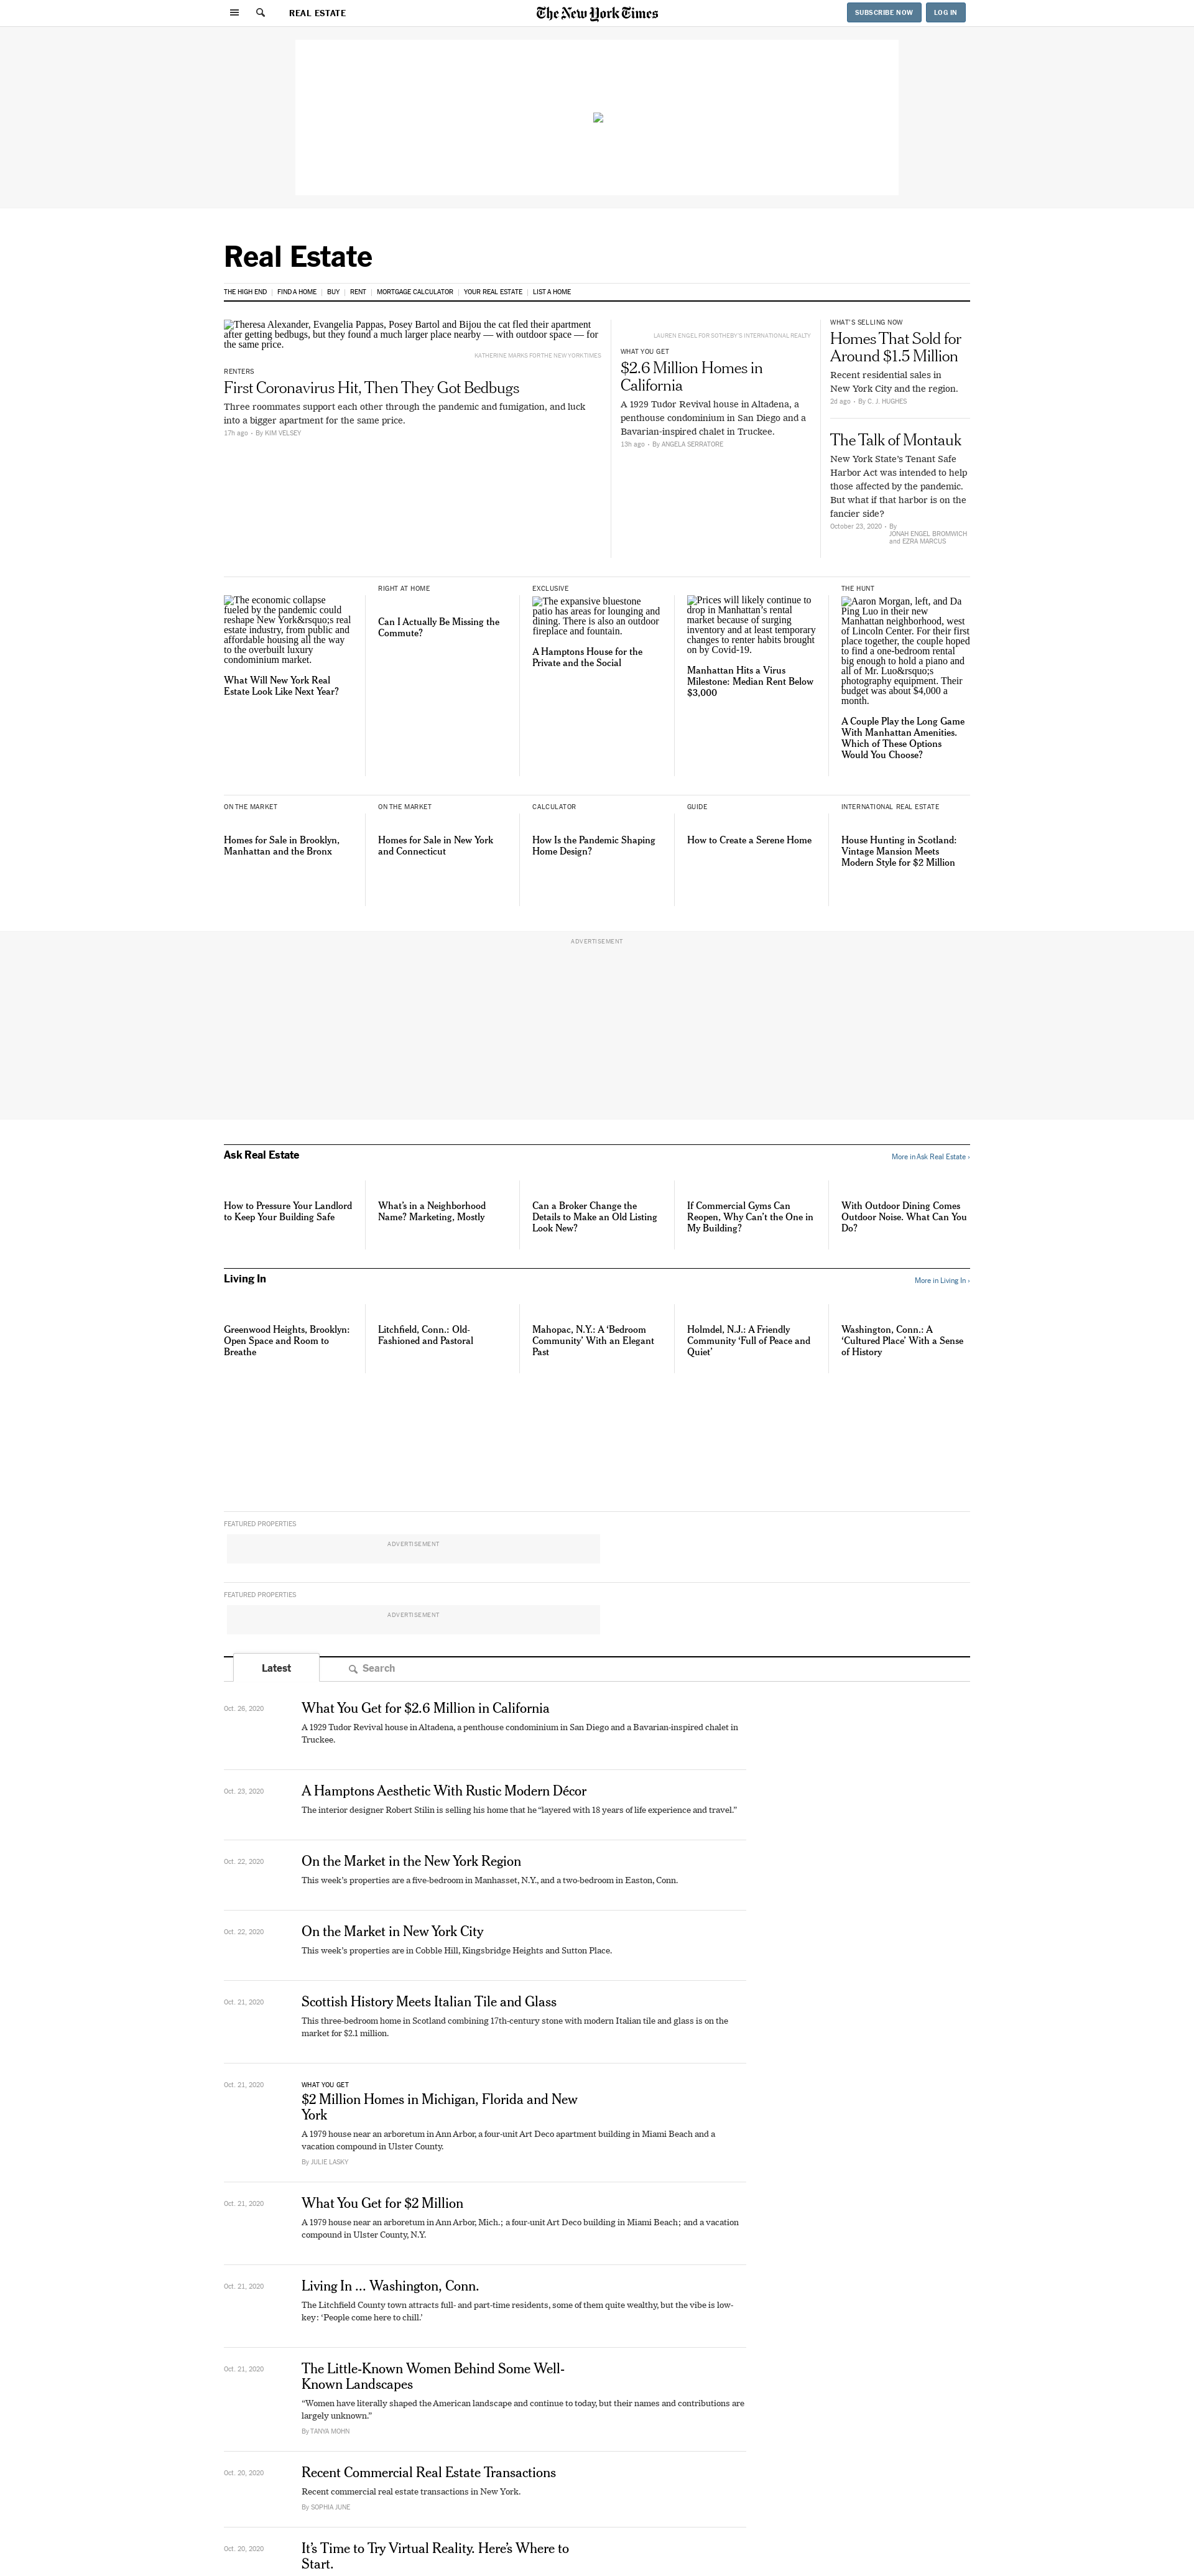 REAL ESTATE
The New York Times
SUBSCRIBE NOW
LOG IN
Real Estate
THE HIGH END
FIND A HOME
BUY
RENT
MORTGAGE CALCULATOR
YOUR REAL ESTATE
LIST A HOME
Theresa Alexander, Evangelia Pappas, Posey Bartol and Bijou the cat fled their apartment
after getting bedbugs, but they found a much larger place nearby — with outdoor space — for
the same price.
KATHERINE MARKS FOR THE NEW YORK TIMES
RENTERS
First Coronavirus Hit, Then They Got Bedbugs
Three roommates support each other through the pandemic and fumigation, and luck
into a bigger apartment for the same price.
17h ago · By KIM VELSEY
LAUREN ENGEL FOR SOTHEBY'S INTERNATIONAL REALTY
WHAT YOU GET
$2.6 Million Homes in
California
A 1929 Tudor Revival house in Altadena, a
penthouse condominium in San Diego and a
Bavarian-inspired chalet in Truckee.
13h ago · By ANGELA SERRATORE
WHAT'S SELLING NOW
Homes That Sold for
Around $1.5 Million
Recent residential sales in
New York City and the region.
2d ago · By C. J. HUGHES
The Talk of Montauk
New York State’s Tenant Safe
Harbor Act was intended to help
those affected by the pandemic.
But what if that harbor is on the
fancier side?
October 23, 2020 · By
JONAH ENGEL BROMWICH
and EZRA MARCUS
The economic collapse
fueled by the pandemic could
reshape New York&rsquo;s real
estate industry, from public and
affordable housing all the way
to the overbuilt luxury
condominium market.
What Will New York Real
Estate Look Like Next Year?
RIGHT AT HOME
Can I Actually Be Missing the
Commute?
EXCLUSIVE
The expansive bluestone
patio has areas for lounging and
dining. There is also an outdoor
fireplace and fountain.
A Hamptons House for the
Private and the Social
Prices will likely continue to
drop in Manhattan’s rental
market because of surging
inventory and at least temporary
changes to renter habits brought
on by Covid-19.
Manhattan Hits a Virus
Milestone: Median Rent Below
$3,000
THE HUNT
Aaron Morgan, left, and Da
Ping Luo in their new
Manhattan neighborhood, west
of Lincoln Center. For their first
place together, the couple hoped
to find a one-bedroom rental
big enough to hold a piano and
all of Mr. Luo&rsquo;s
photography equipment. Their
budget was about $4,000 a
month.
A Couple Play the Long Game
With Manhattan Amenities.
Which of These Options
Would You Choose?
ON THE MARKET
Homes for Sale in Brooklyn,
Manhattan and the Bronx
ON THE MARKET
Homes for Sale in New York
and Connecticut
CALCULATOR
How Is the Pandemic Shaping
Home Design?
GUIDE
How to Create a Serene Home
INTERNATIONAL REAL ESTATE
House Hunting in Scotland:
Vintage Mansion Meets
Modern Style for $2 Million
ADVERTISEMENT
Ask Real Estate
More in Ask Real Estate ›
How to Pressure Your Landlord
to Keep Your Building Safe
What’s in a Neighborhood
Name? Marketing, Mostly
Can a Broker Change the
Details to Make an Old Listing
Look New?
If Commercial Gyms Can
Reopen, Why Can’t the One in
My Building?
With Outdoor Dining Comes
Outdoor Noise. What Can You
Do?
Living In
More in Living In ›
Greenwood Heights, Brooklyn:
Open Space and Room to
Breathe
Litchfield, Conn.: Old-
Fashioned and Pastoral
Mahopac, N.Y.: A ‘Bedroom
Community’ With an Elegant
Past
Holmdel, N.J.: A Friendly
Community ‘Full of Peace and
Quiet’
Washington, Conn.: A
‘Cultured Place’ With a Sense
of History
FEATURED PROPERTIES
ADVERTISEMENT
FEATURED PROPERTIES
ADVERTISEMENT
Latest
Search
Oct. 26, 2020
What You Get for $2.6 Million in California
A 1929 Tudor Revival house in Altadena, a penthouse condominium in San Diego and a Bavarian-inspired chalet in
Truckee.
Oct. 23, 2020
A Hamptons Aesthetic With Rustic Modern Décor
The interior designer Robert Stilin is selling his home that he “layered with 18 years of life experience and travel.”
Oct. 22, 2020
On the Market in the New York Region
This week’s properties are a five-bedroom in Manhasset, N.Y., and a two-bedroom in Easton, Conn.
Oct. 22, 2020
On the Market in New York City
This week’s properties are in Cobble Hill, Kingsbridge Heights and Sutton Place.
Oct. 21, 2020
Scottish History Meets Italian Tile and Glass
This three-bedroom home in Scotland combining 17th-century stone with modern Italian tile and glass is on the
market for $2.1 million.
Oct. 21, 2020
WHAT YOU GET
$2 Million Homes in Michigan, Florida and New
York
A 1979 house near an arboretum in Ann Arbor, a four-unit Art Deco apartment building in Miami Beach and a
vacation compound in Ulster County.
By JULIE LASKY
Oct. 21, 2020
What You Get for $2 Million
A 1979 house near an arboretum in Ann Arbor, Mich.; a four-unit Art Deco building in Miami Beach; and a vacation
compound in Ulster County, N.Y.
Oct. 21, 2020
Living In ... Washington, Conn.
The Litchfield County town attracts full- and part-time residents, some of them quite wealthy, but the vibe is low-
key: ‘People come here to chill.’
Oct. 21, 2020
The Little-Known Women Behind Some Well-
Known Landscapes
“Women have literally shaped the American landscape and continue to today, but their names and contributions are
largely unknown.”
By TANYA MOHN
Oct. 20, 2020
Recent Commercial Real Estate Transactions
Recent commercial real estate transactions in New York.
By SOPHIA JUNE
Oct. 20, 2020
It’s Time to Try Virtual Reality. Here’s Where to
Start.